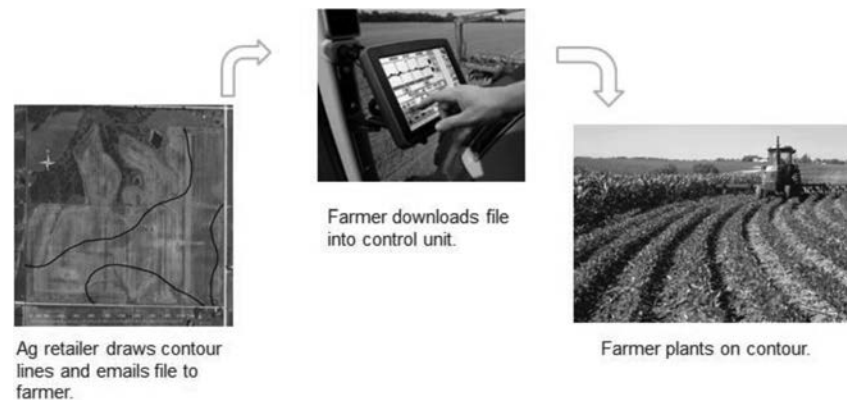 Ag retailer draws contour
lines and emails file to
farmer.
Farmer downloads file
into control unit.
Farmer plants on contour.